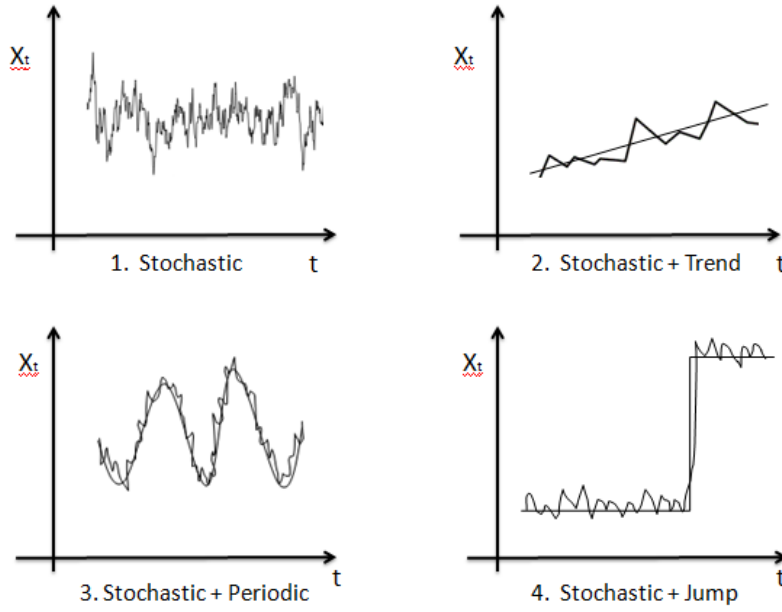 Xt
1. Stochastic
t
Xt
2. Stochastic + Trend
t
Xt
3. Stochastic + Periodic
t
Xt
4. Stochastic + Jump
t